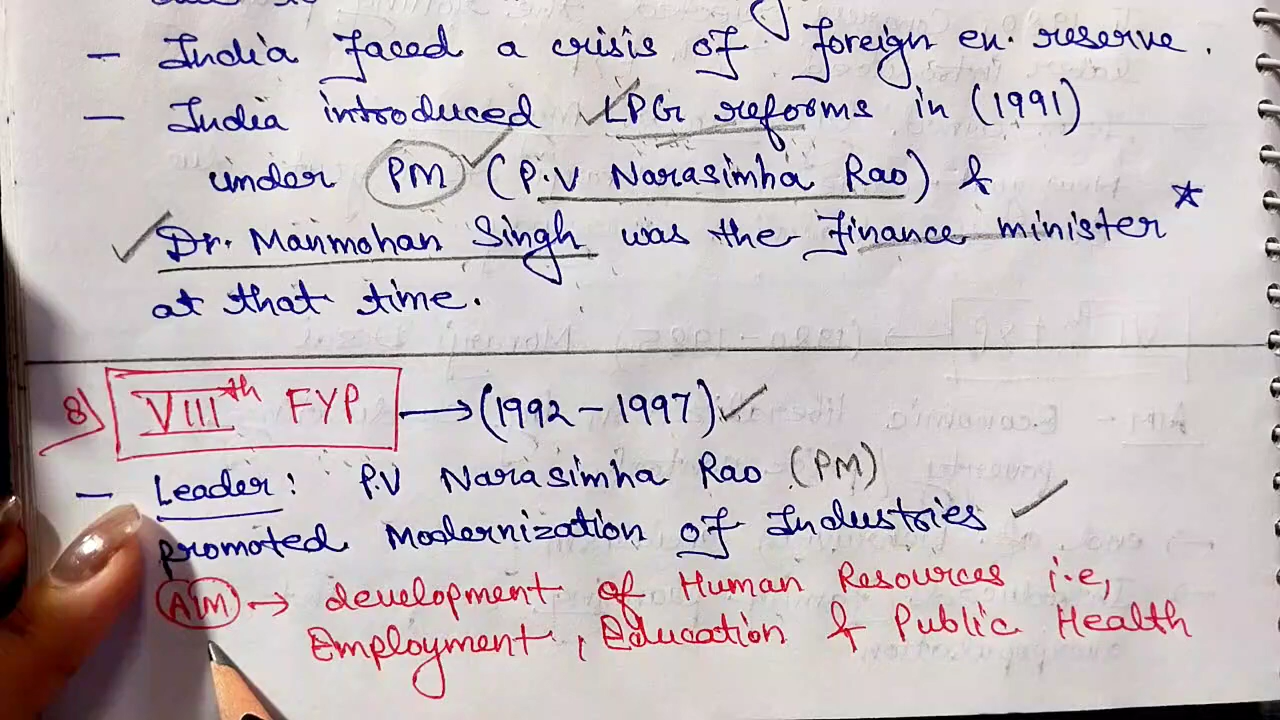 - India faced a crisis of foreign ex. reserve.
- India introduced LPG reforms in (1991)
under PM (P.V Narasimha Rao) &
Dr. Manmohan Singh was the finance minister *
at that time.
8) VIIIth FYP → (1992 - 1997)
- Leader: P.V Narasimha Rao (PM)
promoted Modernization of Industries
AIM → development of Human Resources i.e,
Employment, Education & Public Health